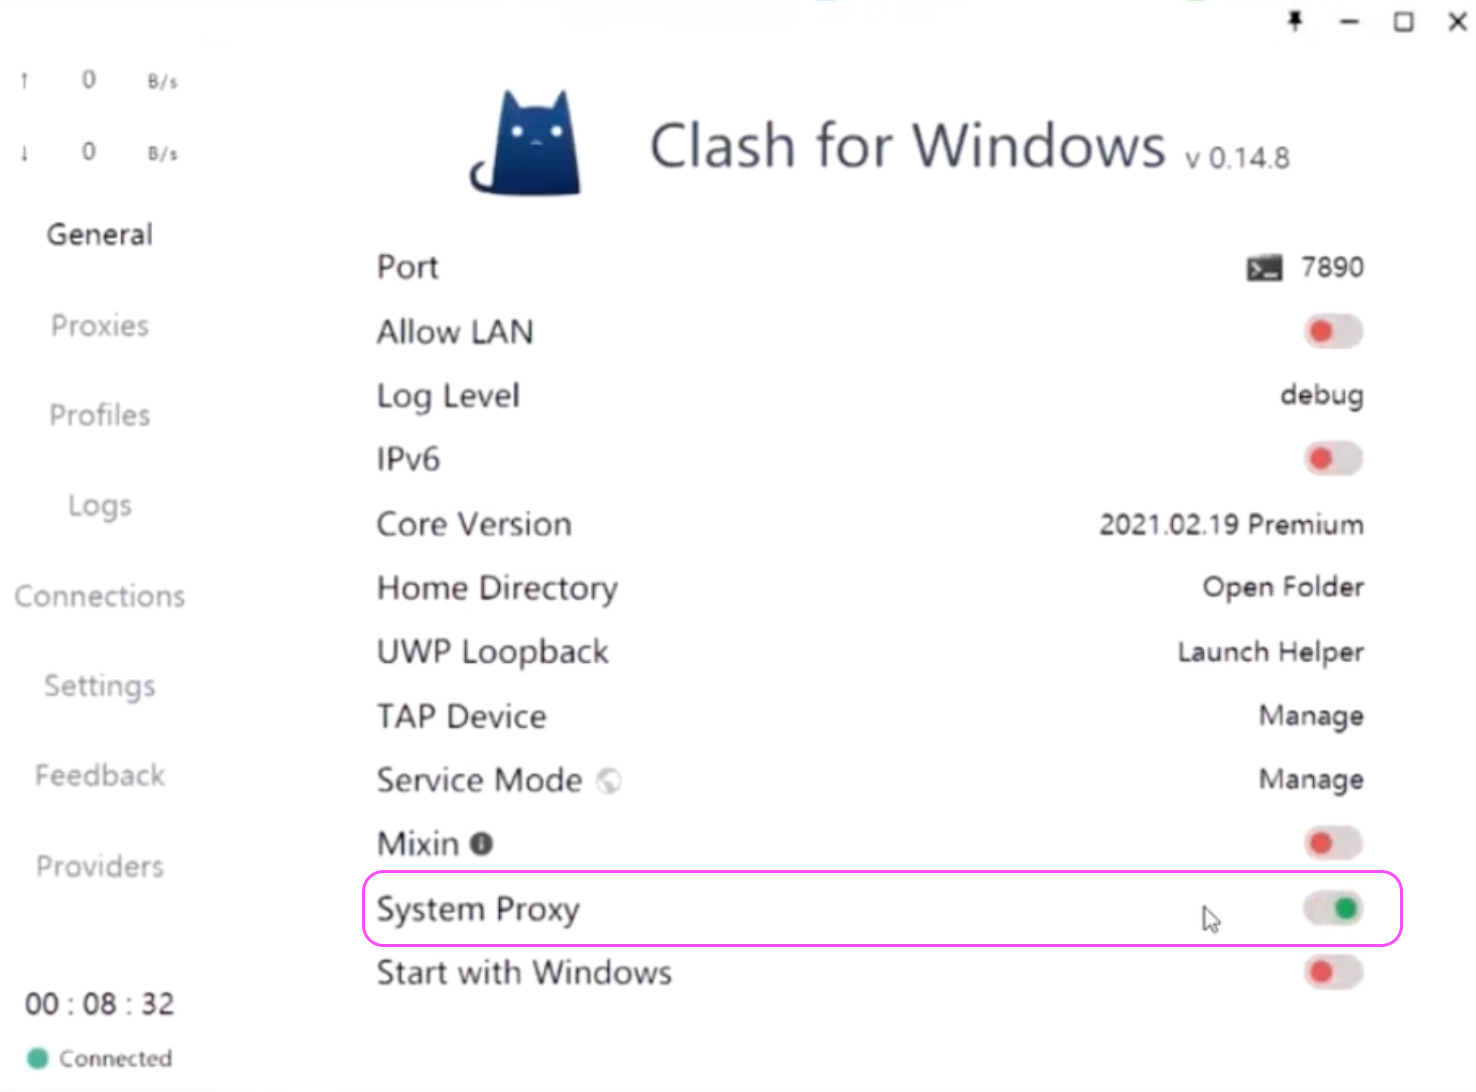 ↑ 0 B/s
↓ 0 B/s
General
Proxies
Profiles
Logs
Connections
Settings
Feedback
Providers
00 : 08 : 32
Connected
Clash for Windows v 0.14.8
Port 7890
Allow LAN
Log Level debug
IPv6
Core Version 2021.02.19 Premium
Home Directory Open Folder
UWP Loopback Launch Helper
TAP Device Manage
Service Mode Manage
Mixin
System Proxy
Start with Windows